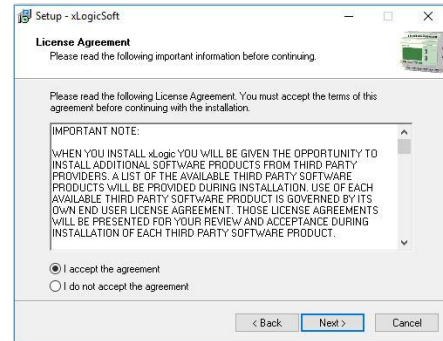 Setup - xLogicSoft
License Agreement
Please read the following important information before continuing.
Please read the following License Agreement. You must accept the terms of this
agreement before continuing with the installation.
IMPORTANT NOTE:
WHEN YOU INSTALL xLogic YOU WILL BE GIVEN THE OPPORTUNITY TO
INSTALL ADDITIONAL SOFTWARE PRODUCTS FROM THIRD PARTY
PROVIDERS. A LIST OF THE AVAILABLE THIRD PARTY SOFTWARE
PRODUCTS WILL BE PROVIDED DURING INSTALLATION. USE OF EACH
AVAILABLE THIRD PARTY SOFTWARE PRODUCT IS GOVERNED BY ITS
OWN END USER LICENSE AGREEMENT. THOSE LICENSE AGREEMENTS
WILL BE PRESENTED FOR YOUR REVIEW AND ACCEPTANCE DURING
INSTALLATION OF EACH THIRD PARTY SOFTWARE PRODUCT.
I accept the agreement
I do not accept the agreement
< Back Next > Cancel